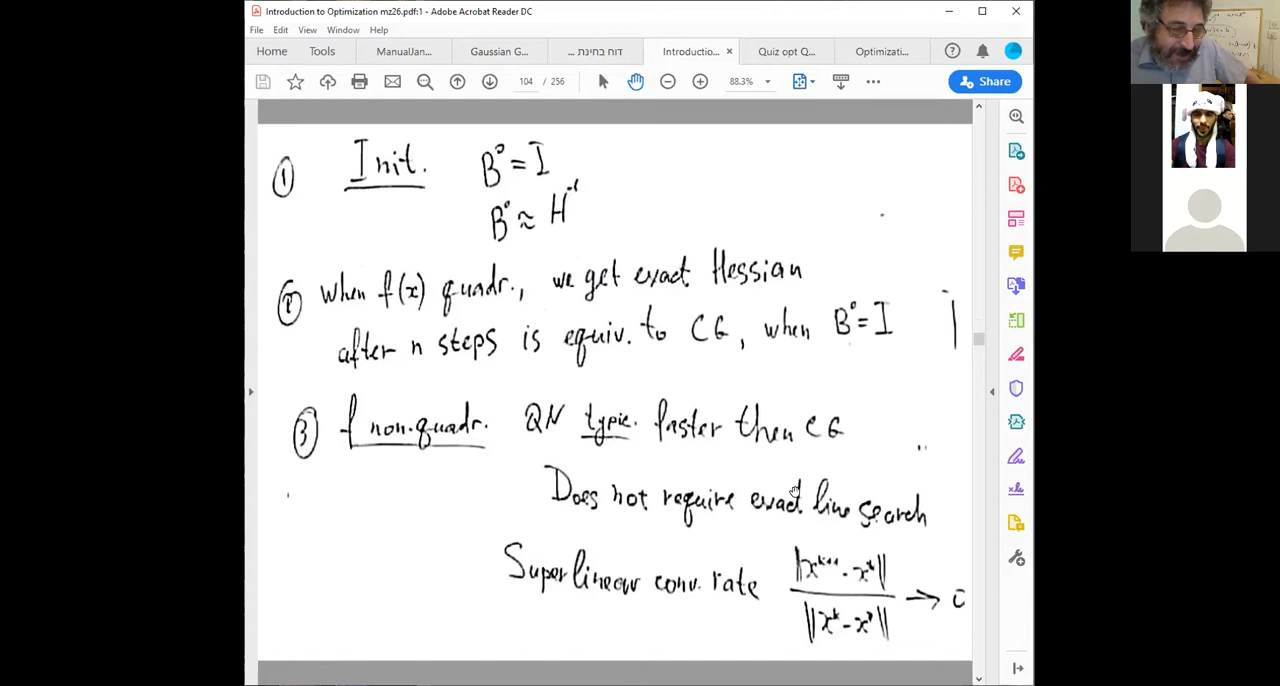 Introduction to Optimization mz26.pdf:1 - Adobe Acrobat Reader DC
File Edit View Window Help
Home Tools ManualJan... Gaussian G... דוח בחינת ... Introductio... × Quiz opt Q... Optimizati...
104 / 256 88.3% Share
① Init. B⁰ = I
B⁰ ≈ H⁻¹
② When f(x) quadr., we get exact Hessian
after n steps is equiv. to CG, when B⁰ = I
③ f non-quadr. QN typic. faster then CG
Does not require exact line search
Superlinear conv. rate ‖xᵏ⁺¹ - x*‖ / ‖xᵏ - x*‖ → 0